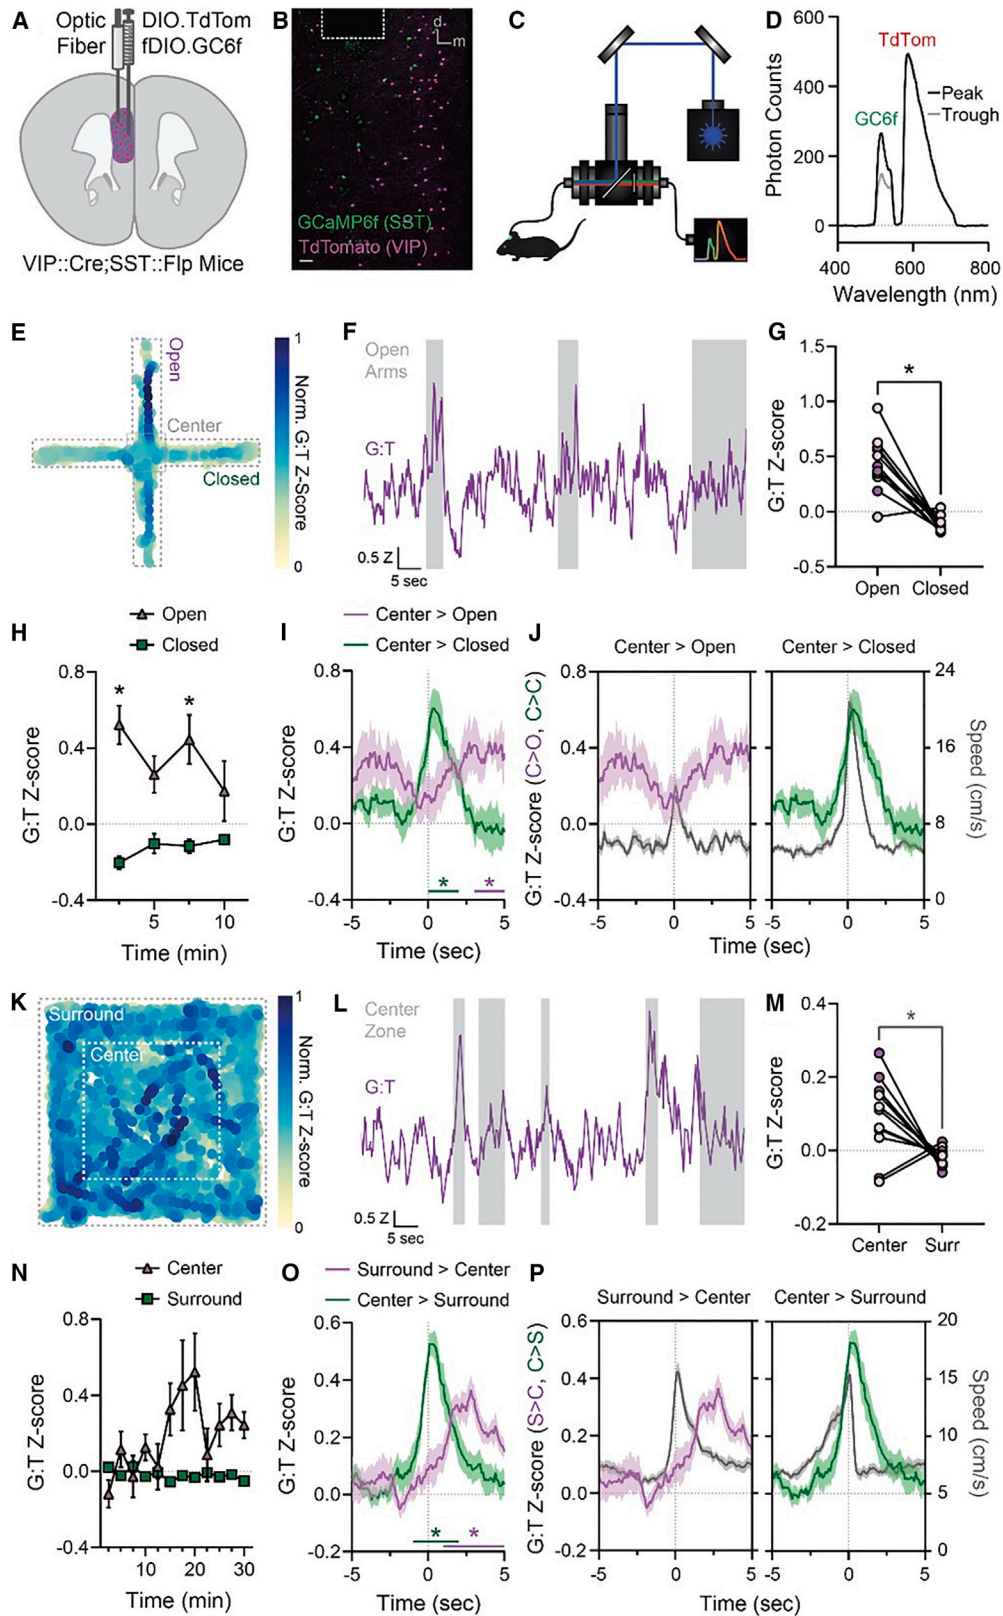 A
Optic
Fiber
DIO.TdTom
fDIO.GC6f
VIP::Cre;SST::Flp Mice
B
d
m
GCaMP6f (SST)
TdTomato (VIP)
C
D
Photon Counts
600
400
200
0
TdTom
GC6f
Peak
Trough
400 600 800
Wavelength (nm)
E
Open
Center
Closed
1
Norm. G:T Z-Score
0
F
Open
Arms
G:T
0.5 Z
5 sec
G
G:T Z-score
1.5
1.0
0.5
0.0
-0.5
*
Open Closed
H
Open
Closed
G:T Z-score
0.8
0.4
0.0
-0.4
* *
5 10
Time (min)
I
Center > Open
Center > Closed
G:T Z-score
0.8
0.4
0.0
-0.4
* *
-5 0 5
Time (sec)
J
Center > Open Center > Closed
G:T Z-score (C>O, C>C)
0.8
0.4
0.0
-0.4
24
16
8
0
Speed (cm/s)
-5 0 5 -5 0 5
Time (sec)
K
Surround
Center
1
Norm. G:T Z-score
0
L
Center
Zone
G:T
0.5 Z
5 sec
M
G:T Z-score
0.4
0.2
0.0
-0.2
*
Center Surr
N
Center
Surround
G:T Z-score
0.8
0.4
0.0
-0.4
10 20 30
Time (min)
O
Surround > Center
Center > Surround
G:T Z-score
0.6
0.4
0.2
0.0
-0.2
* *
-5 0 5
Time (sec)
P
Surround > Center Center > Surround
G:T Z-score (S>C, C>S)
0.6
0.4
0.2
0.0
-0.2
20
15
10
5
0
Speed (cm/s)
-5 0 5 -5 0 5
Time (sec)